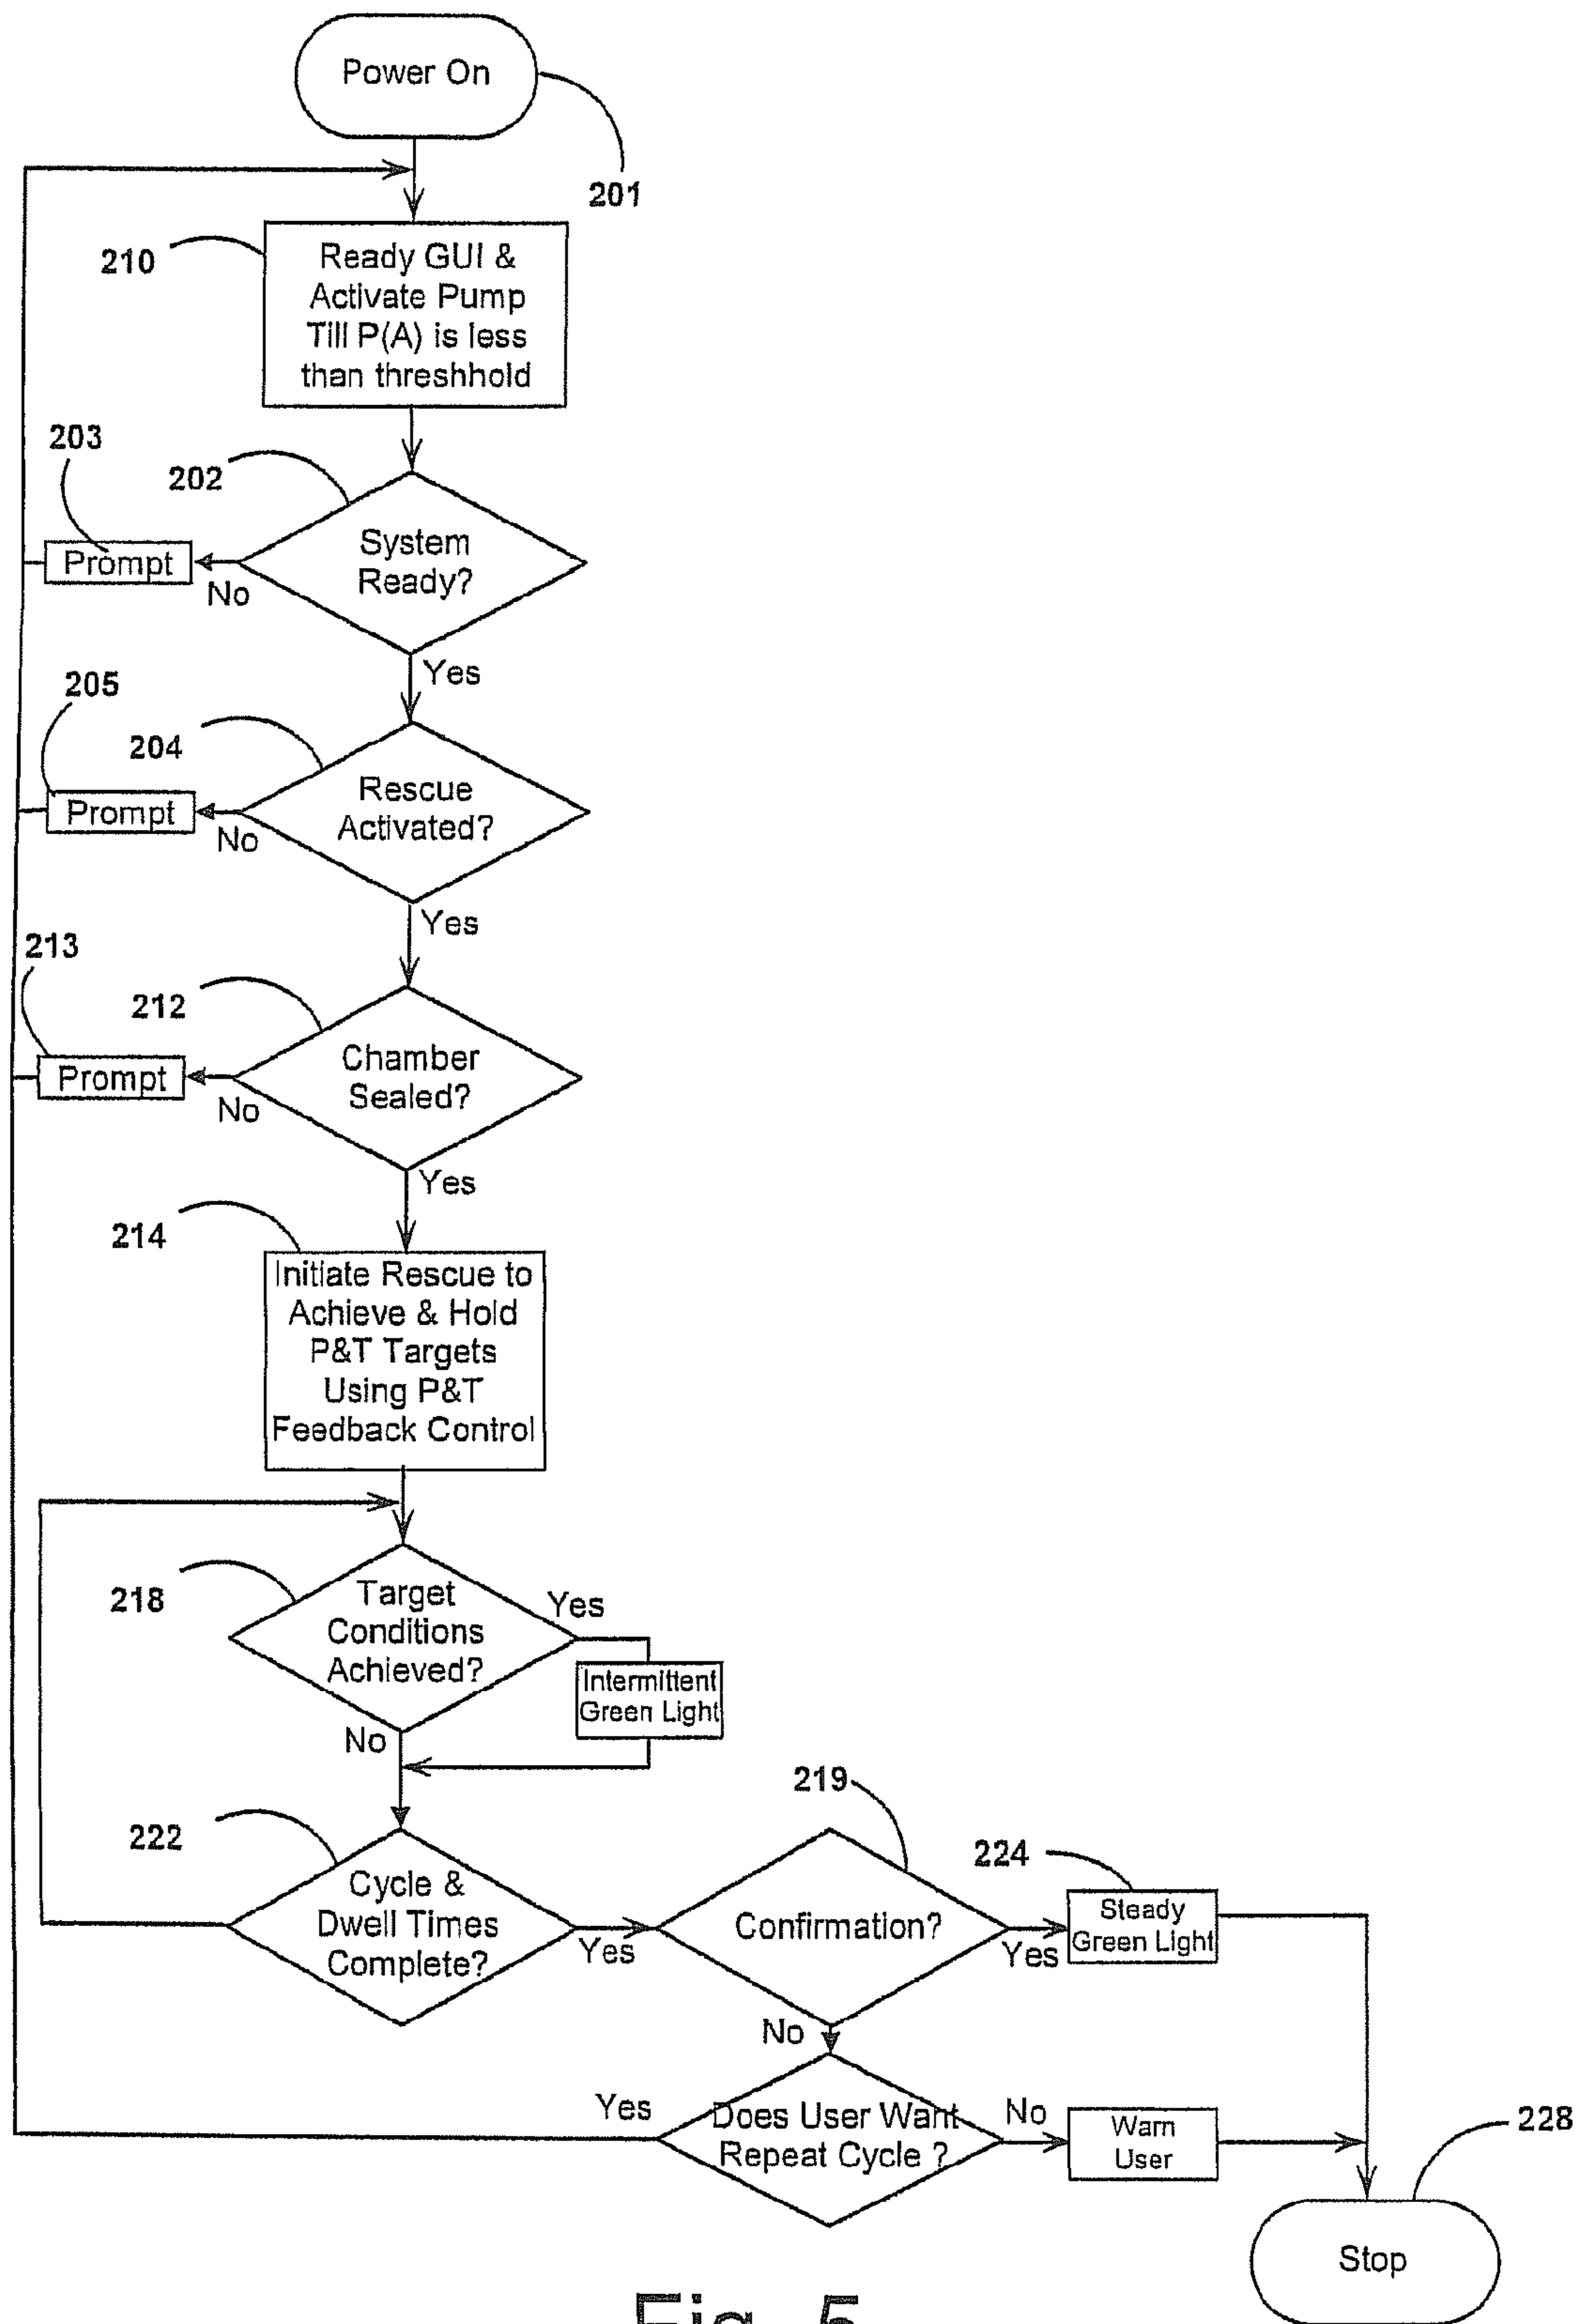 Power On
201
210
Ready GUI &
Activate Pump
Till P(A) is less
than threshhold
203
202
System
Ready?
Prompt
No
Yes
205
204
Rescue
Activated?
Prompt
No
Yes
213
212
Chamber
Sealed?
Prompt
No
Yes
214
Initiate Rescue to
Achieve & Hold
P&T Targets
Using P&T
Feedback Control
218
Target
Conditions
Achieved?
Yes
Intermittent
Green Light
No
222
Cycle &
Dwell Times
Complete?
Yes
219
Confirmation?
Yes
224
Steady
Green Light
No
Does User Want
Repeat Cycle ?
Yes
No
Warn
User
228
Stop
Fig. 5